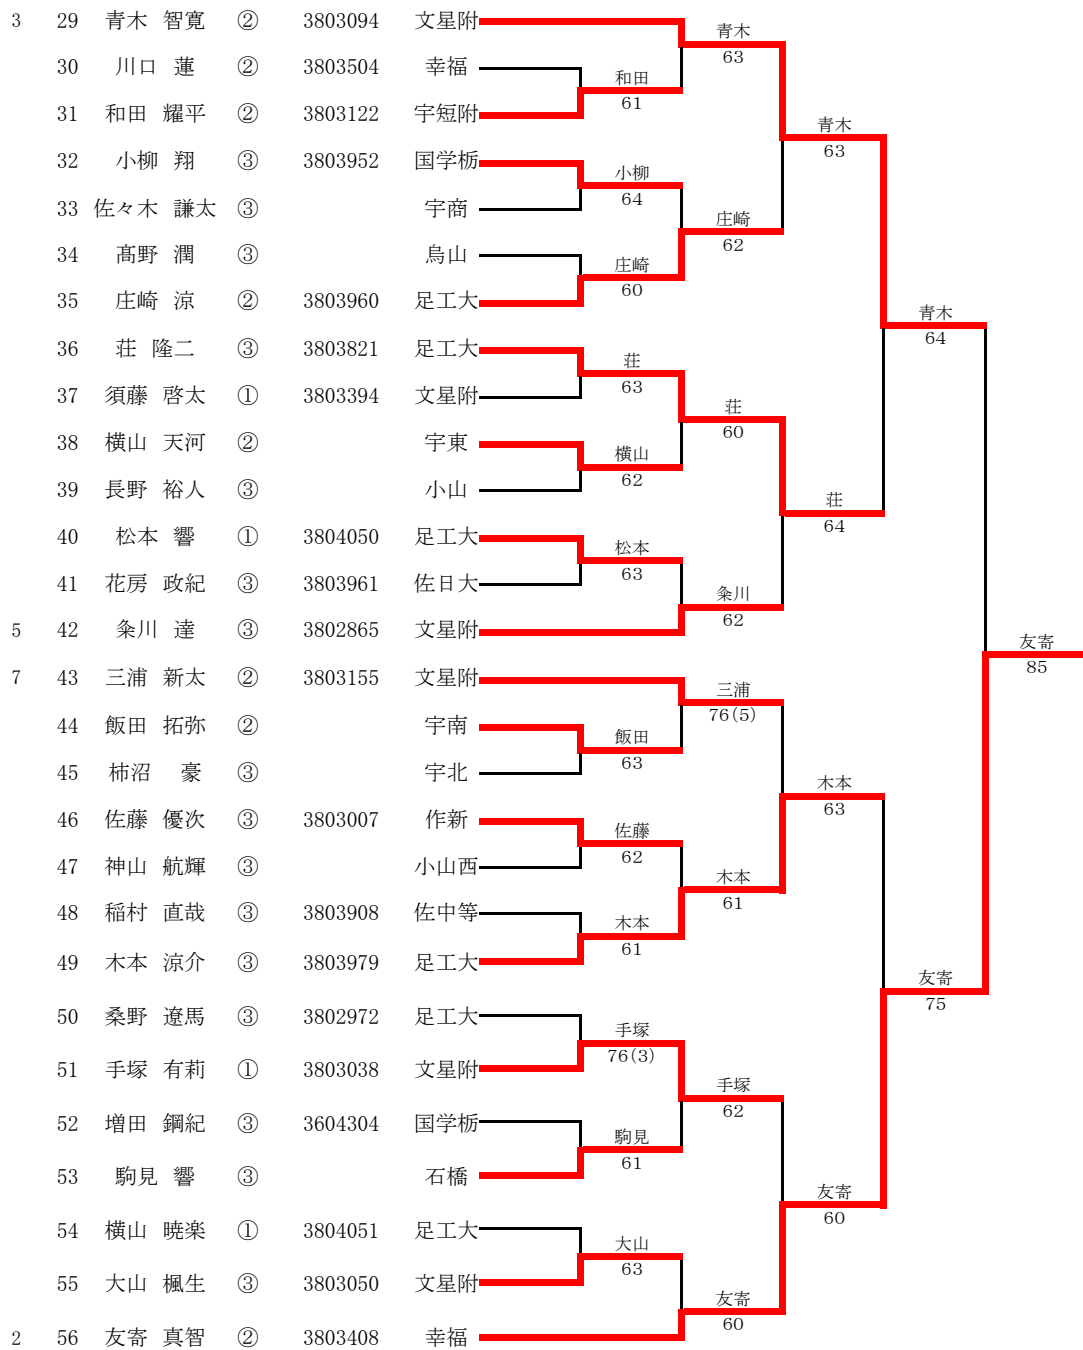 3 29 青木 智寛 ② 3803094 文星附
青木
63
30 川口 蓮 ② 3803504 幸福
和田
61
31 和田 耀平 ② 3803122 宇短附
青木
63
32 小柳 翔 ③ 3803952 国学栃
小柳
64
33 佐々木 謙太 ③ 宇商
庄崎
62
34 髙野 潤 ③ 烏山
庄崎
60
35 庄崎 涼 ② 3803960 足工大
青木
64
36 荘 隆二 ③ 3803821 足工大
荘
63
37 須藤 啓太 ① 3803394 文星附
荘
60
38 横山 天河 ② 宇東
横山
62
39 長野 裕人 ③ 小山
荘
64
40 松本 響 ① 3804050 足工大
松本
63
41 花房 政紀 ③ 3803961 佐日大
粂川
62
5 42 粂川 達 ③ 3802865 文星附
友寄
85
7 43 三浦 新太 ② 3803155 文星附
三浦
76(5)
44 飯田 拓弥 ② 宇南
飯田
63
45 柿沼 豪 ③ 宇北
木本
63
46 佐藤 優次 ③ 3803007 作新
佐藤
62
47 神山 航輝 ③ 小山西
木本
61
48 稲村 直哉 ③ 3803908 佐中等
木本
61
49 木本 涼介 ③ 3803979 足工大
友寄
75
50 桑野 遼馬 ③ 3802972 足工大
手塚
76(3)
51 手塚 有莉 ① 3803038 文星附
手塚
62
52 増田 鋼紀 ③ 3604304 国学栃
駒見
61
53 駒見 響 ③ 石橋
友寄
60
54 横山 暁楽 ① 3804051 足工大
大山
63
55 大山 楓生 ③ 3803050 文星附
友寄
60
2 56 友寄 真智 ② 3803408 幸福